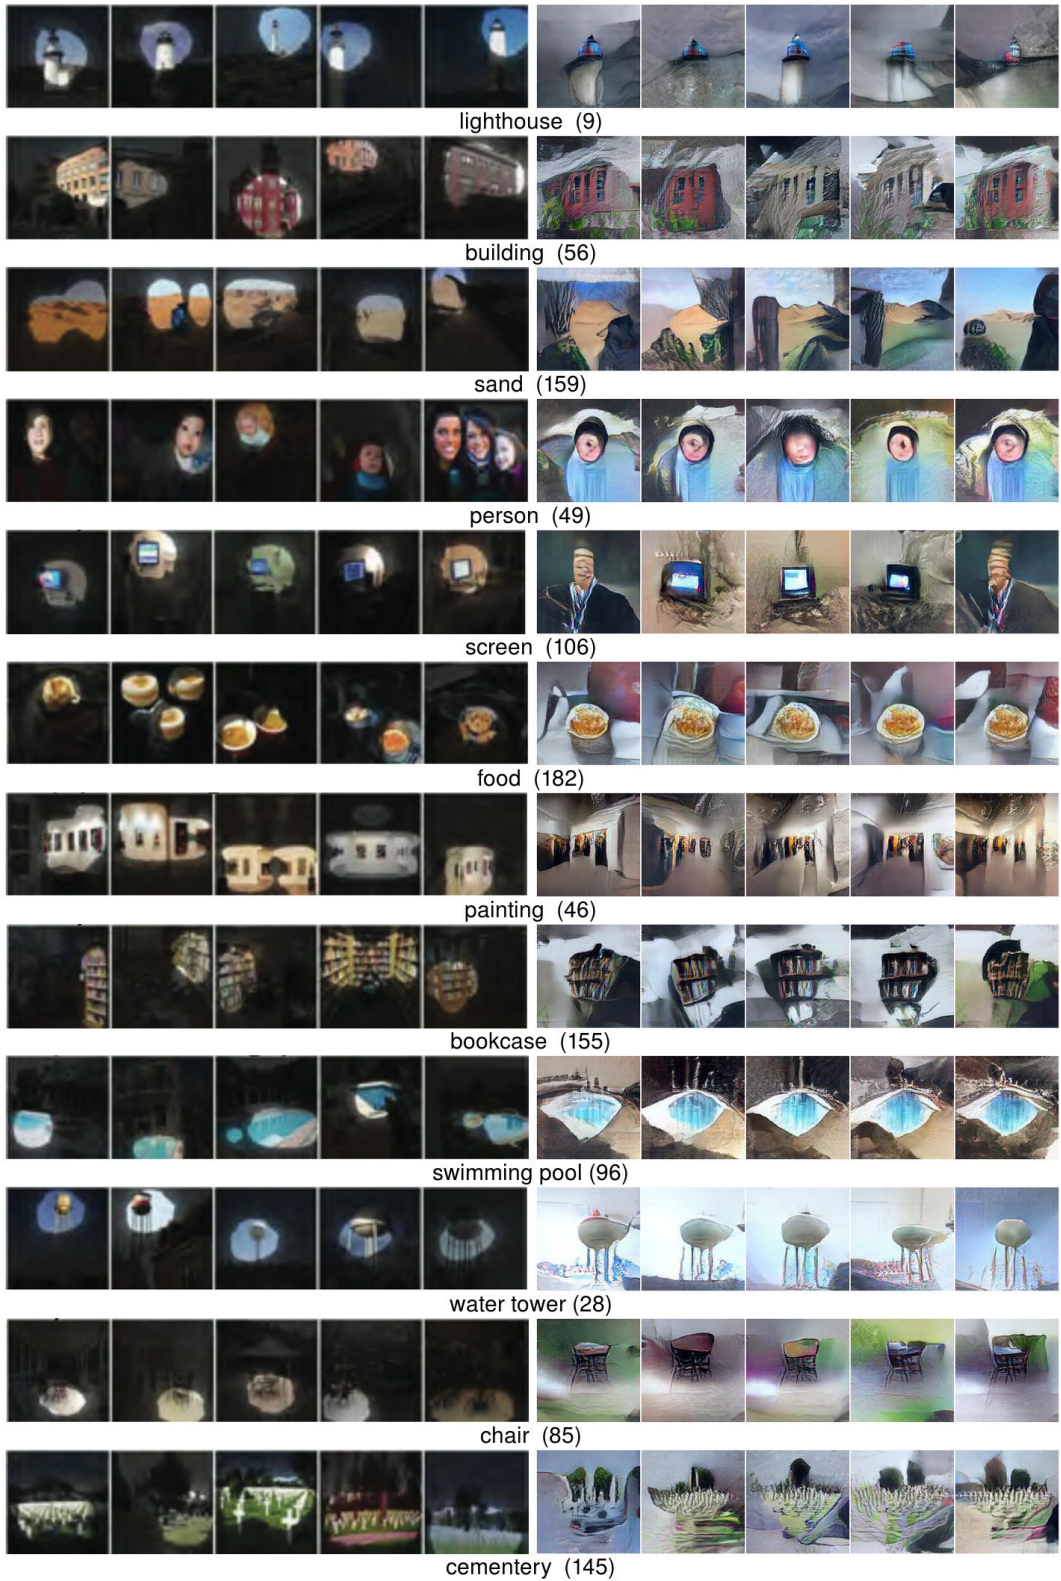 lighthouse (9)
building (56)
sand (159)
person (49)
screen (106)
food (182)
painting (46)
bookcase (155)
swimming pool (96)
water tower (28)
chair (85)
cementery (145)